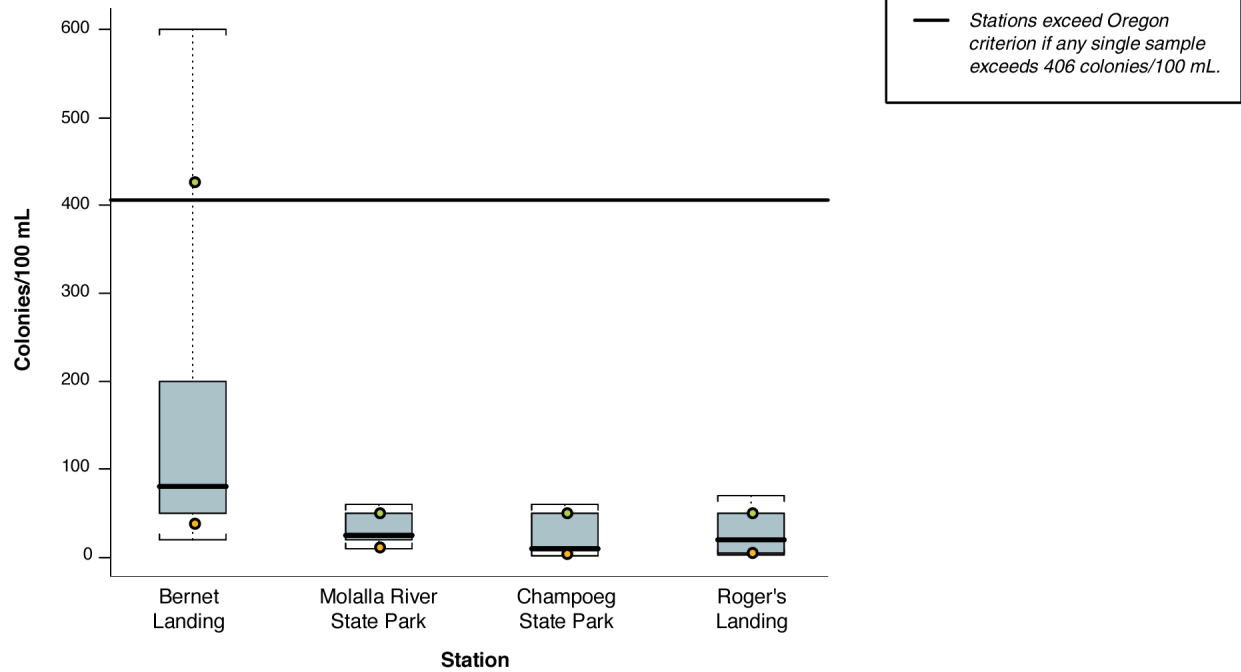 Stations exceed Oregon
criterion if any single sample
exceeds 406 colonies/100 mL.
Colonies/100 mL
600
500
400
300
200
100
0
Bernet
Landing
Molalla River
State Park
Champoeg
State Park
Roger's
Landing
Station